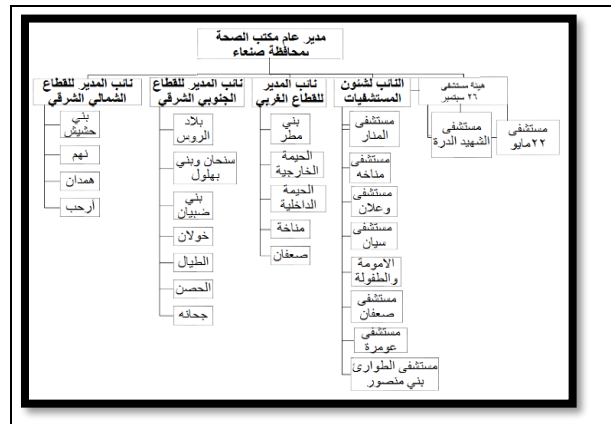 مدير عام مكتب الصحة
بمحافظة صنعاء
هيئة مستشفى
٢٦ سبتمبر
مستشفى
الشهيد الدرة
مستشفى
٢٢ مايو
النائب لشئون
المستشفيات
مستشفى
المنار
مستشفى
مناخه
مستشفى
وعلان
مستشفى
سيان
الامومة
والطفولة
مستشفى
صعفان
مستشفى
عومرة
مستشفى الطوارئ
بني منصور
نائب المدير
للقطاع الغربي
بني
مطر
الحيمة
الخارجية
الحيمة
الداخلية
مناخة
صعفان
نائب المدير للقطاع
الجنوبي الشرقي
بلاد
الروس
سنحان وبني
بهلول
بني
ضبيان
خولان
الطيال
الحصن
جحانه
نائب المدير للقطاع
الشمالي الشرقي
بني
حشيش
نهم
همدان
أرحب